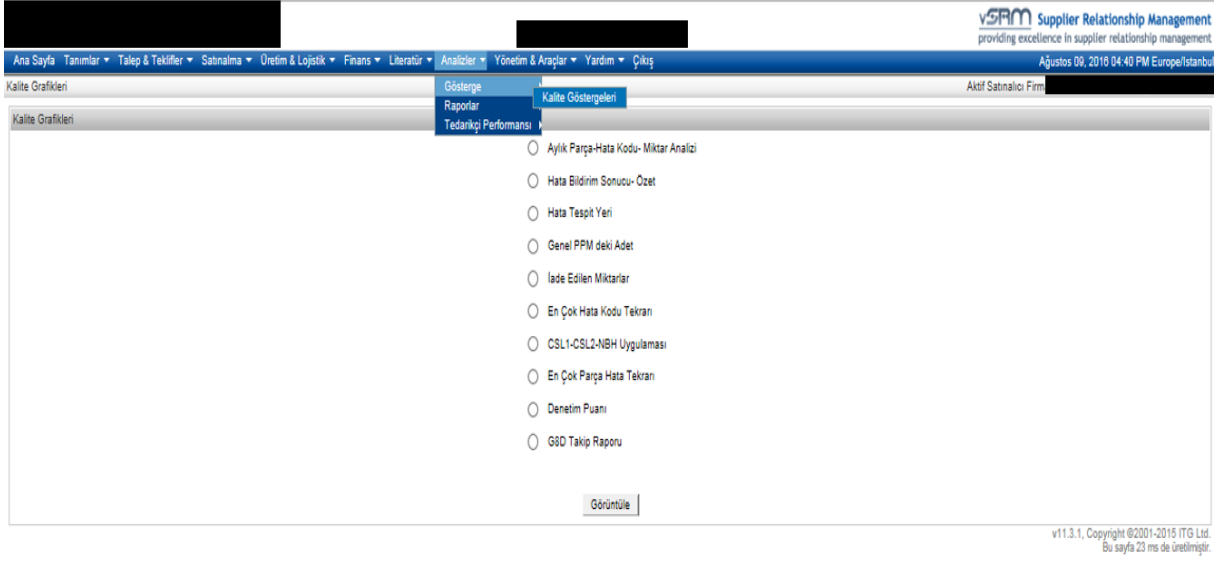 vSRM Supplier Relationship Management
providing excellence in supplier relationship management
Ana Sayfa Tanımlar Talep & Teklifler Satınalma Üretim & Lojistik Finans Literatür Analizler Yönetim & Araçlar Yardım Çıkış Ağustos 09, 2016 04:40 PM Europe/Istanbul
Kalite Grafikleri Gösterge Kalite Göstergeleri Aktif Satınalıcı Firm
Raporlar
Kalite Grafikleri Tedarikçi Performansı
Aylık Parça-Hata Kodu- Miktar Analizi
Hata Bildirim Sonucu- Özet
Hata Tespit Yeri
Genel PPM deki Adet
İade Edilen Miktarlar
En Çok Hata Kodu Tekrarı
CSL1-CSL2-NBH Uygulaması
En Çok Parça Hata Tekrarı
Denetim Puanı
G8D Takip Raporu
Görüntüle
v11.3.1, Copyright ©2001-2015 ITG Ltd.
Bu sayfa 23 ms de üretilmiştir.